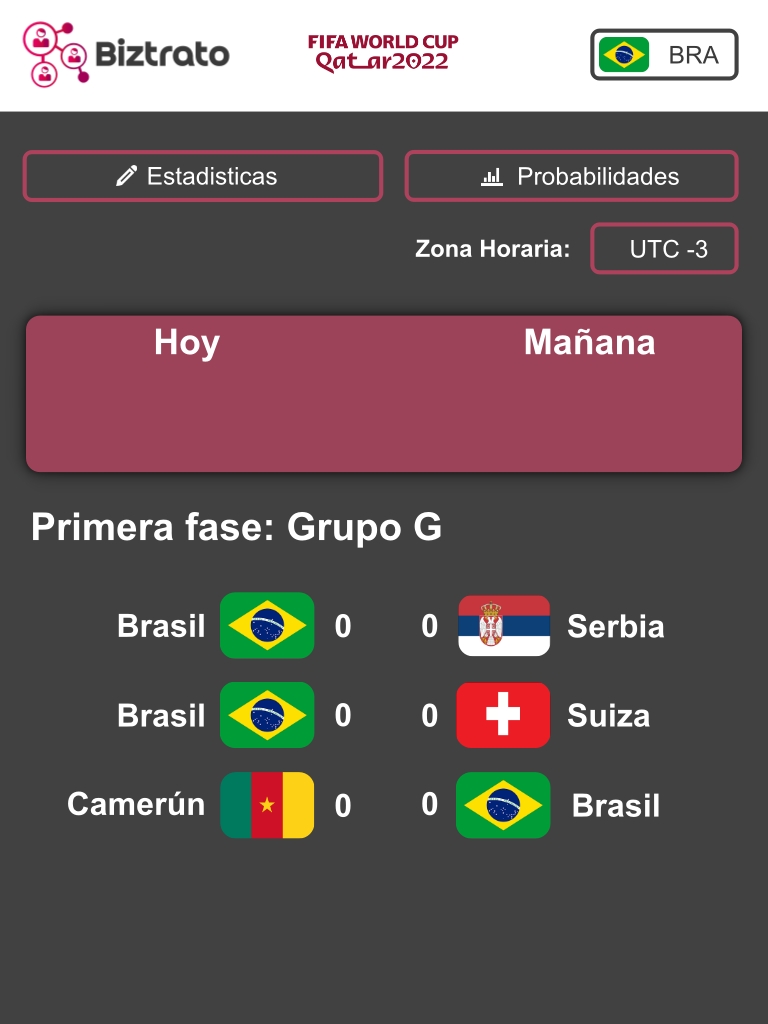 Biztrato
FIFA WORLD CUP
Qatar2022
BRA
Estadisticas
Probabilidades
Zona Horaria:
UTC -3
Hoy
Mañana
Primera fase: Grupo G
Brasil 0 0 Serbia
Brasil 0 0 Suiza
Camerún 0 0 Brasil